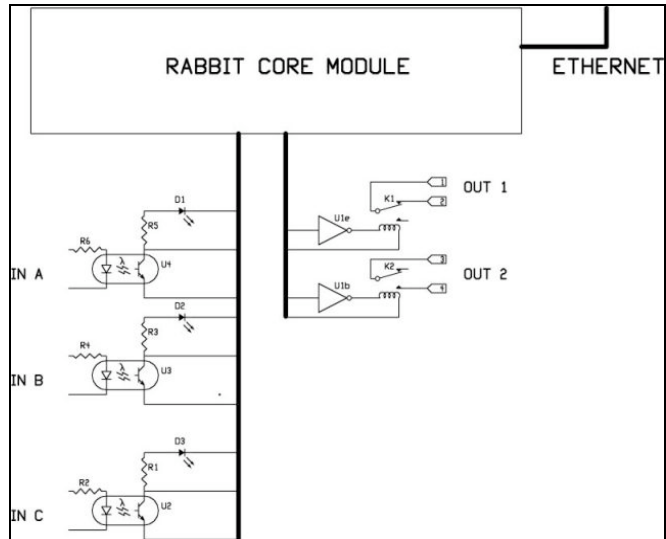 RABBIT CORE MODULE
ETHERNET
D1
R5
R6
U4
IN A
D2
R3
R4
U3
IN B
D3
R1
R2
U2
IN C
K1
1
2
OUT 1
U1e
K2
3
4
OUT 2
U1b